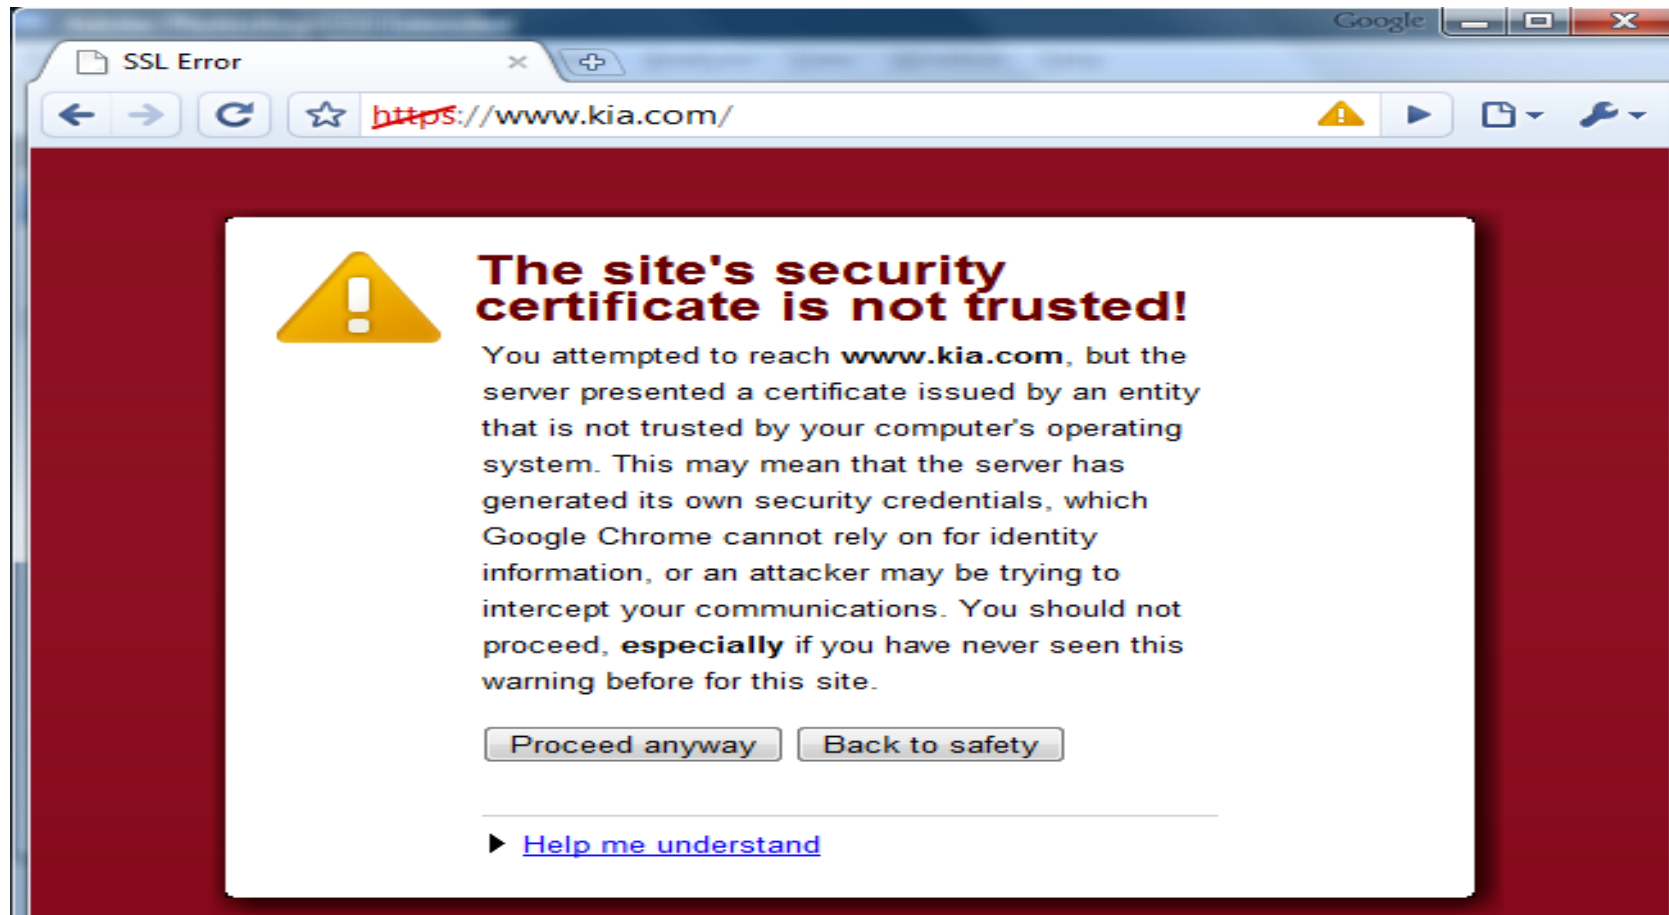 Google
SSL Error
https://www.kia.com/
The site's security
certificate is not trusted!
You attempted to reach www.kia.com, but the
server presented a certificate issued by an entity
that is not trusted by your computer's operating
system. This may mean that the server has
generated its own security credentials, which
Google Chrome cannot rely on for identity
information, or an attacker may be trying to
intercept your communications. You should not
proceed, especially if you have never seen this
warning before for this site.
Proceed anyway Back to safety
Help me understand